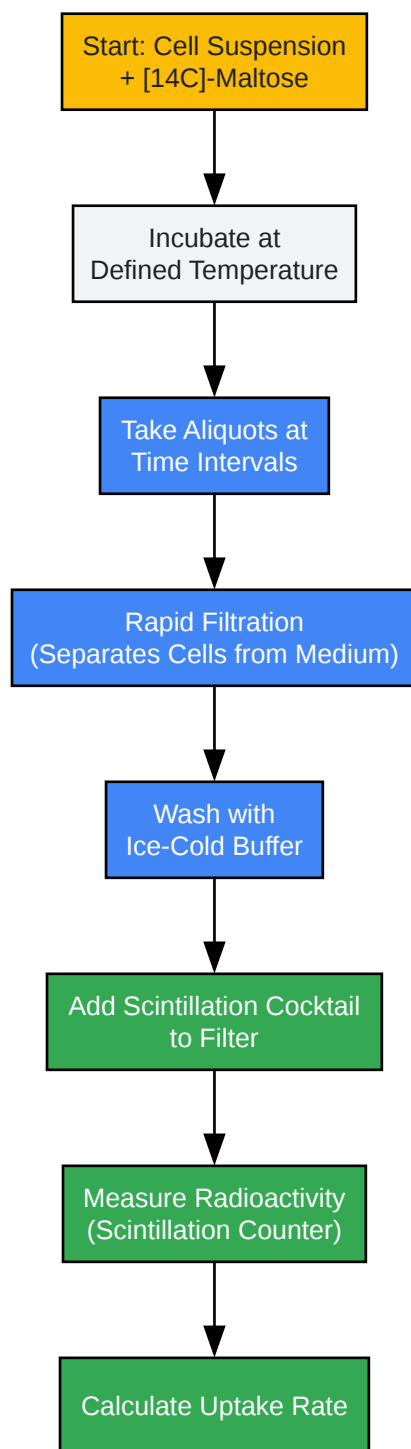 Start: Cell Suspension
+ [14C]-Maltose
Incubate at
Defined Temperature
Take Aliquots at
Time Intervals
Rapid Filtration
(Separates Cells from Medium)
Wash with
Ice-Cold Buffer
Add Scintillation Cocktail
to Filter
Measure Radioactivity
(Scintillation Counter)
Calculate Uptake Rate